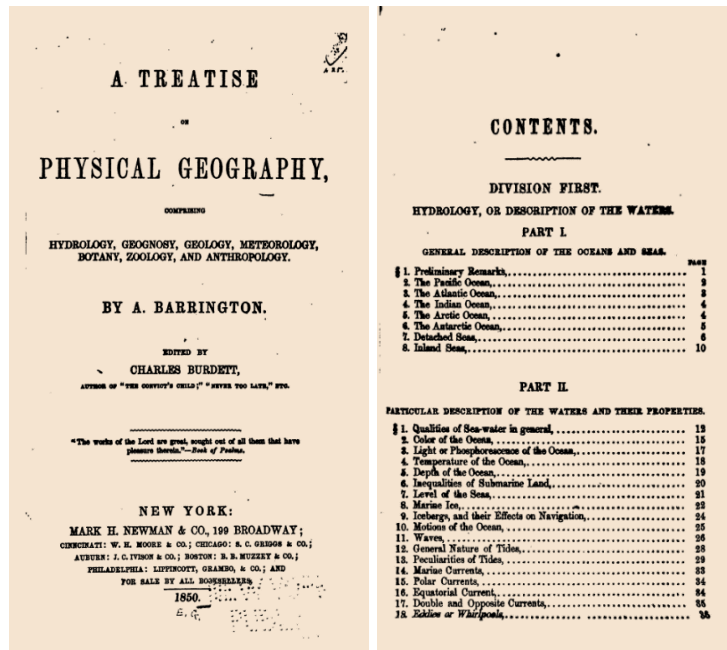 A TREATISE
ON
PHYSICAL GEOGRAPHY,
COMPRISING
HYDROLOGY, GEOGNOSY, GEOLOGY, METEOROLOGY,
BOTANY, ZOOLOGY, AND ANTHROPOLOGY.
BY A. BARRINGTON.
EDITED BY
CHARLES BURDETT,
AUTHOR OF "THE CONVICT'S CHILD;" "NEVER TOO LATE," ETC.
"The works of the Lord are great, sought out of all them that have
pleasure therein."—Book of Psalms.
NEW YORK:
MARK H. NEWMAN & CO., 199 BROADWAY;
CINNCINATI: W. H. MOORE & CO.; CHICAGO: S. C. GRIGGS & CO.;
AUBURN: J. C. IVISON & CO.; BOSTON: B. B. MUZZEY & CO.;
PHILADELPHIA: LIPPINCOTT, GRAMBO, & CO.; AND
FOR SALE BY ALL BOOKSELLERS.
1850.
CONTENTS.
DIVISION FIRST.
HYDROLOGY, OR DESCRIPTION OF THE WATERS.
PART I.
GENERAL DESCRIPTION OF THE OCEANS AND SEAS.
PAGE
§ 1. Preliminary Remarks, 1
2. The Pacific Ocean, 2
3. The Atlantic Ocean, 3
4. The Indian Ocean, 4
5. The Arctic Ocean, 4
6. The Antarctic Ocean, 5
7. Detached Seas, 6
8. Inland Seas, 10
PART II.
PARTICULAR DESCRIPTION OF THE WATERS AND THEIR PROPERTIES.
§ 1. Qualities of Sea-water in general, 12
2. Color of the Ocean, 15
3. Light or Phosphorescence of the Ocean, 17
4. Temperature of the Ocean, 18
5. Depth of the Ocean, 19
6. Inequalities of Submarine Land, 20
7. Level of the Seas, 21
8. Marine Ice, 22
9. Icebergs, and their Effects on Navigation, 24
10. Motions of the Ocean, 25
11. Waves, 26
12. General Nature of Tides, 28
13. Peculiarities of Tides, 29
14. Marine Currents, 33
15. Polar Currents, 34
16. Equatorial Current, 34
17. Double and Opposite Currents, 35
18. Eddies or Whirlpools,